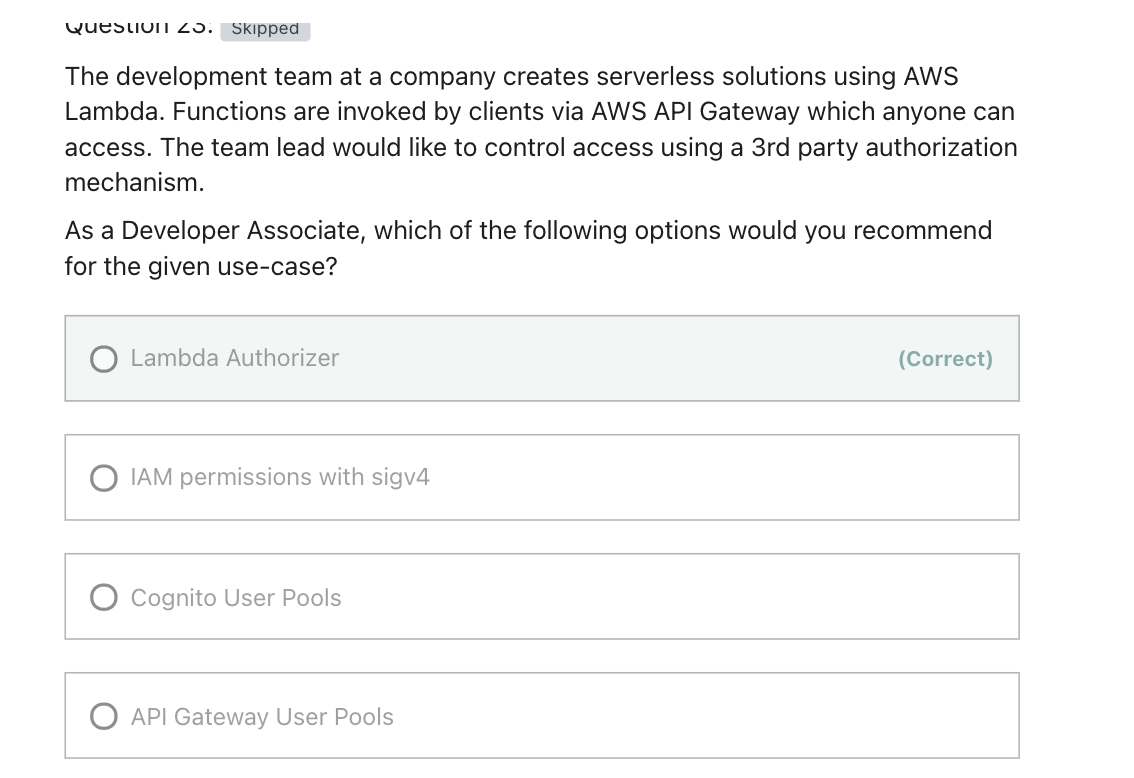 Question 23: Skipped
The development team at a company creates serverless solutions using AWS
Lambda. Functions are invoked by clients via AWS API Gateway which anyone can
access. The team lead would like to control access using a 3rd party authorization
mechanism.
As a Developer Associate, which of the following options would you recommend
for the given use-case?
Lambda Authorizer (Correct)
IAM permissions with sigv4
Cognito User Pools
API Gateway User Pools